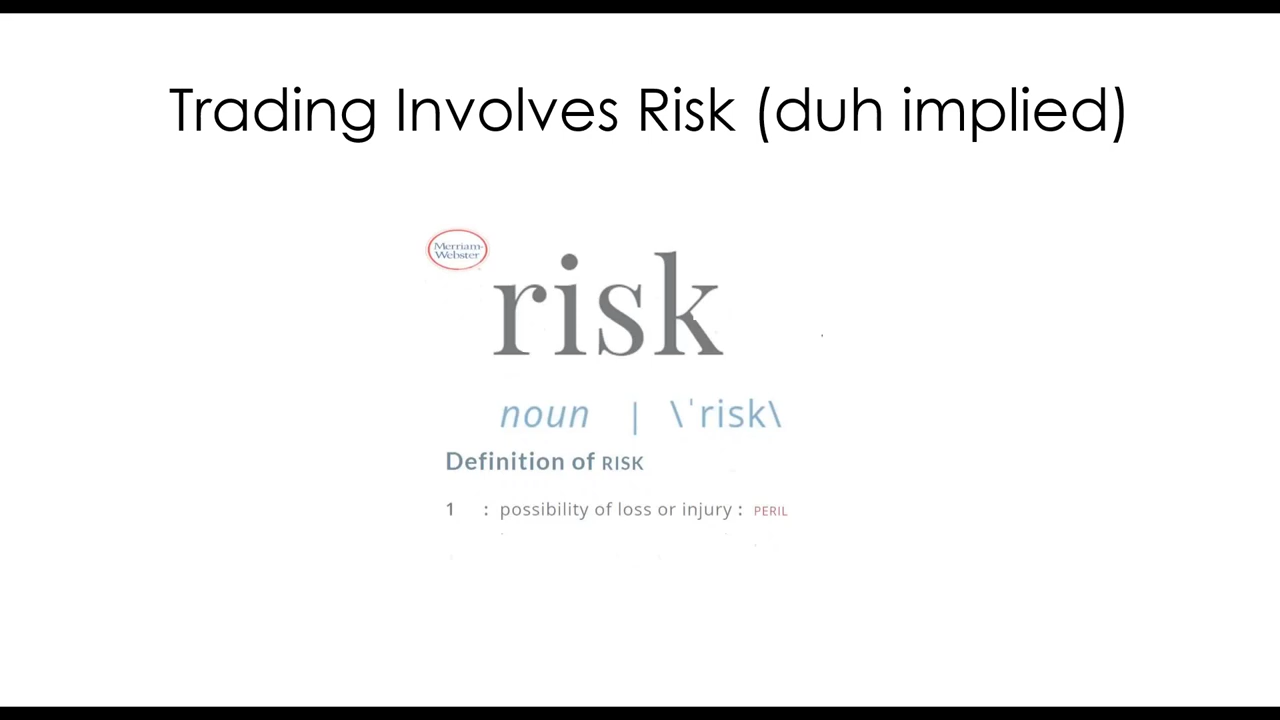 Trading Involves Risk (duh implied)
Merriam-
Webster
risk
noun | \ˈrisk\
Definition of RISK
1 : possibility of loss or injury : PERIL